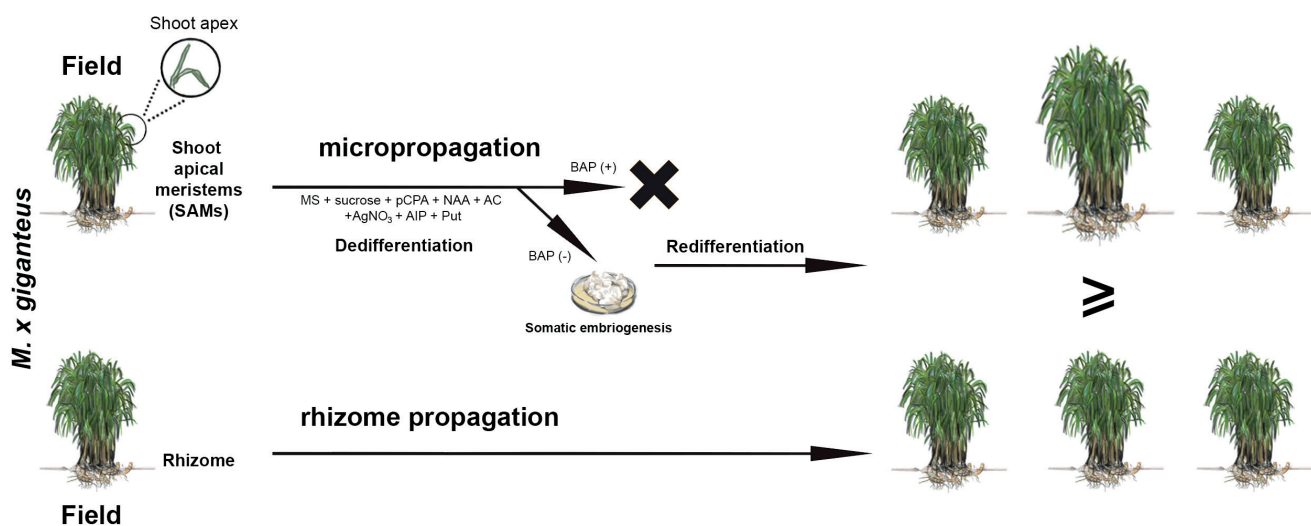 Shoot apex
Field
Shoot
apical
meristems
(SAMs)
micropropagation
BAP (+)
MS + sucrose + pCPA + NAA + AC
+AgNO₃ + AIP + Put
Dedifferentiation
BAP (-)
Somatic embriogenesis
Redifferentiation
⩾
M. x giganteus
rhizome propagation
Rhizome
Field